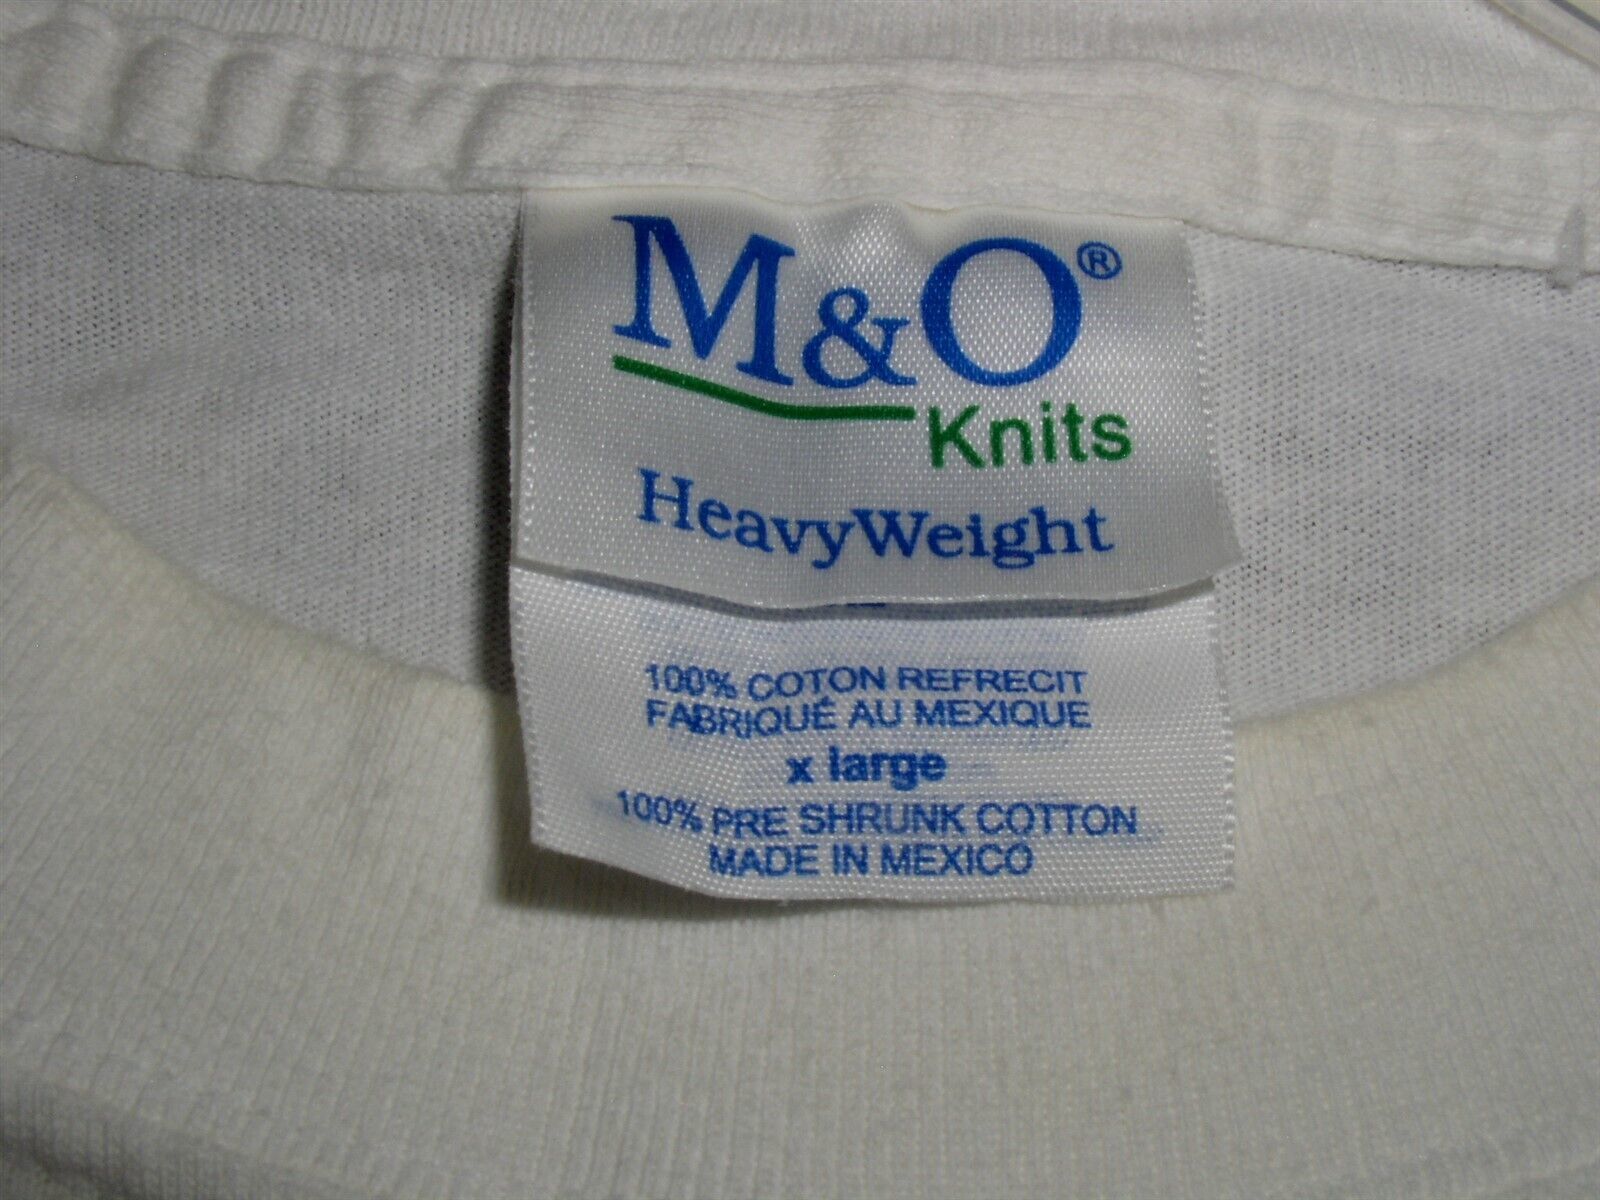 M&O®
Knits
HeavyWeight
100% COTON REFRECIT
FABRIQUÉ AU MEXIQUE
x large
100% PRE SHRUNK COTTON
MADE IN MEXICO